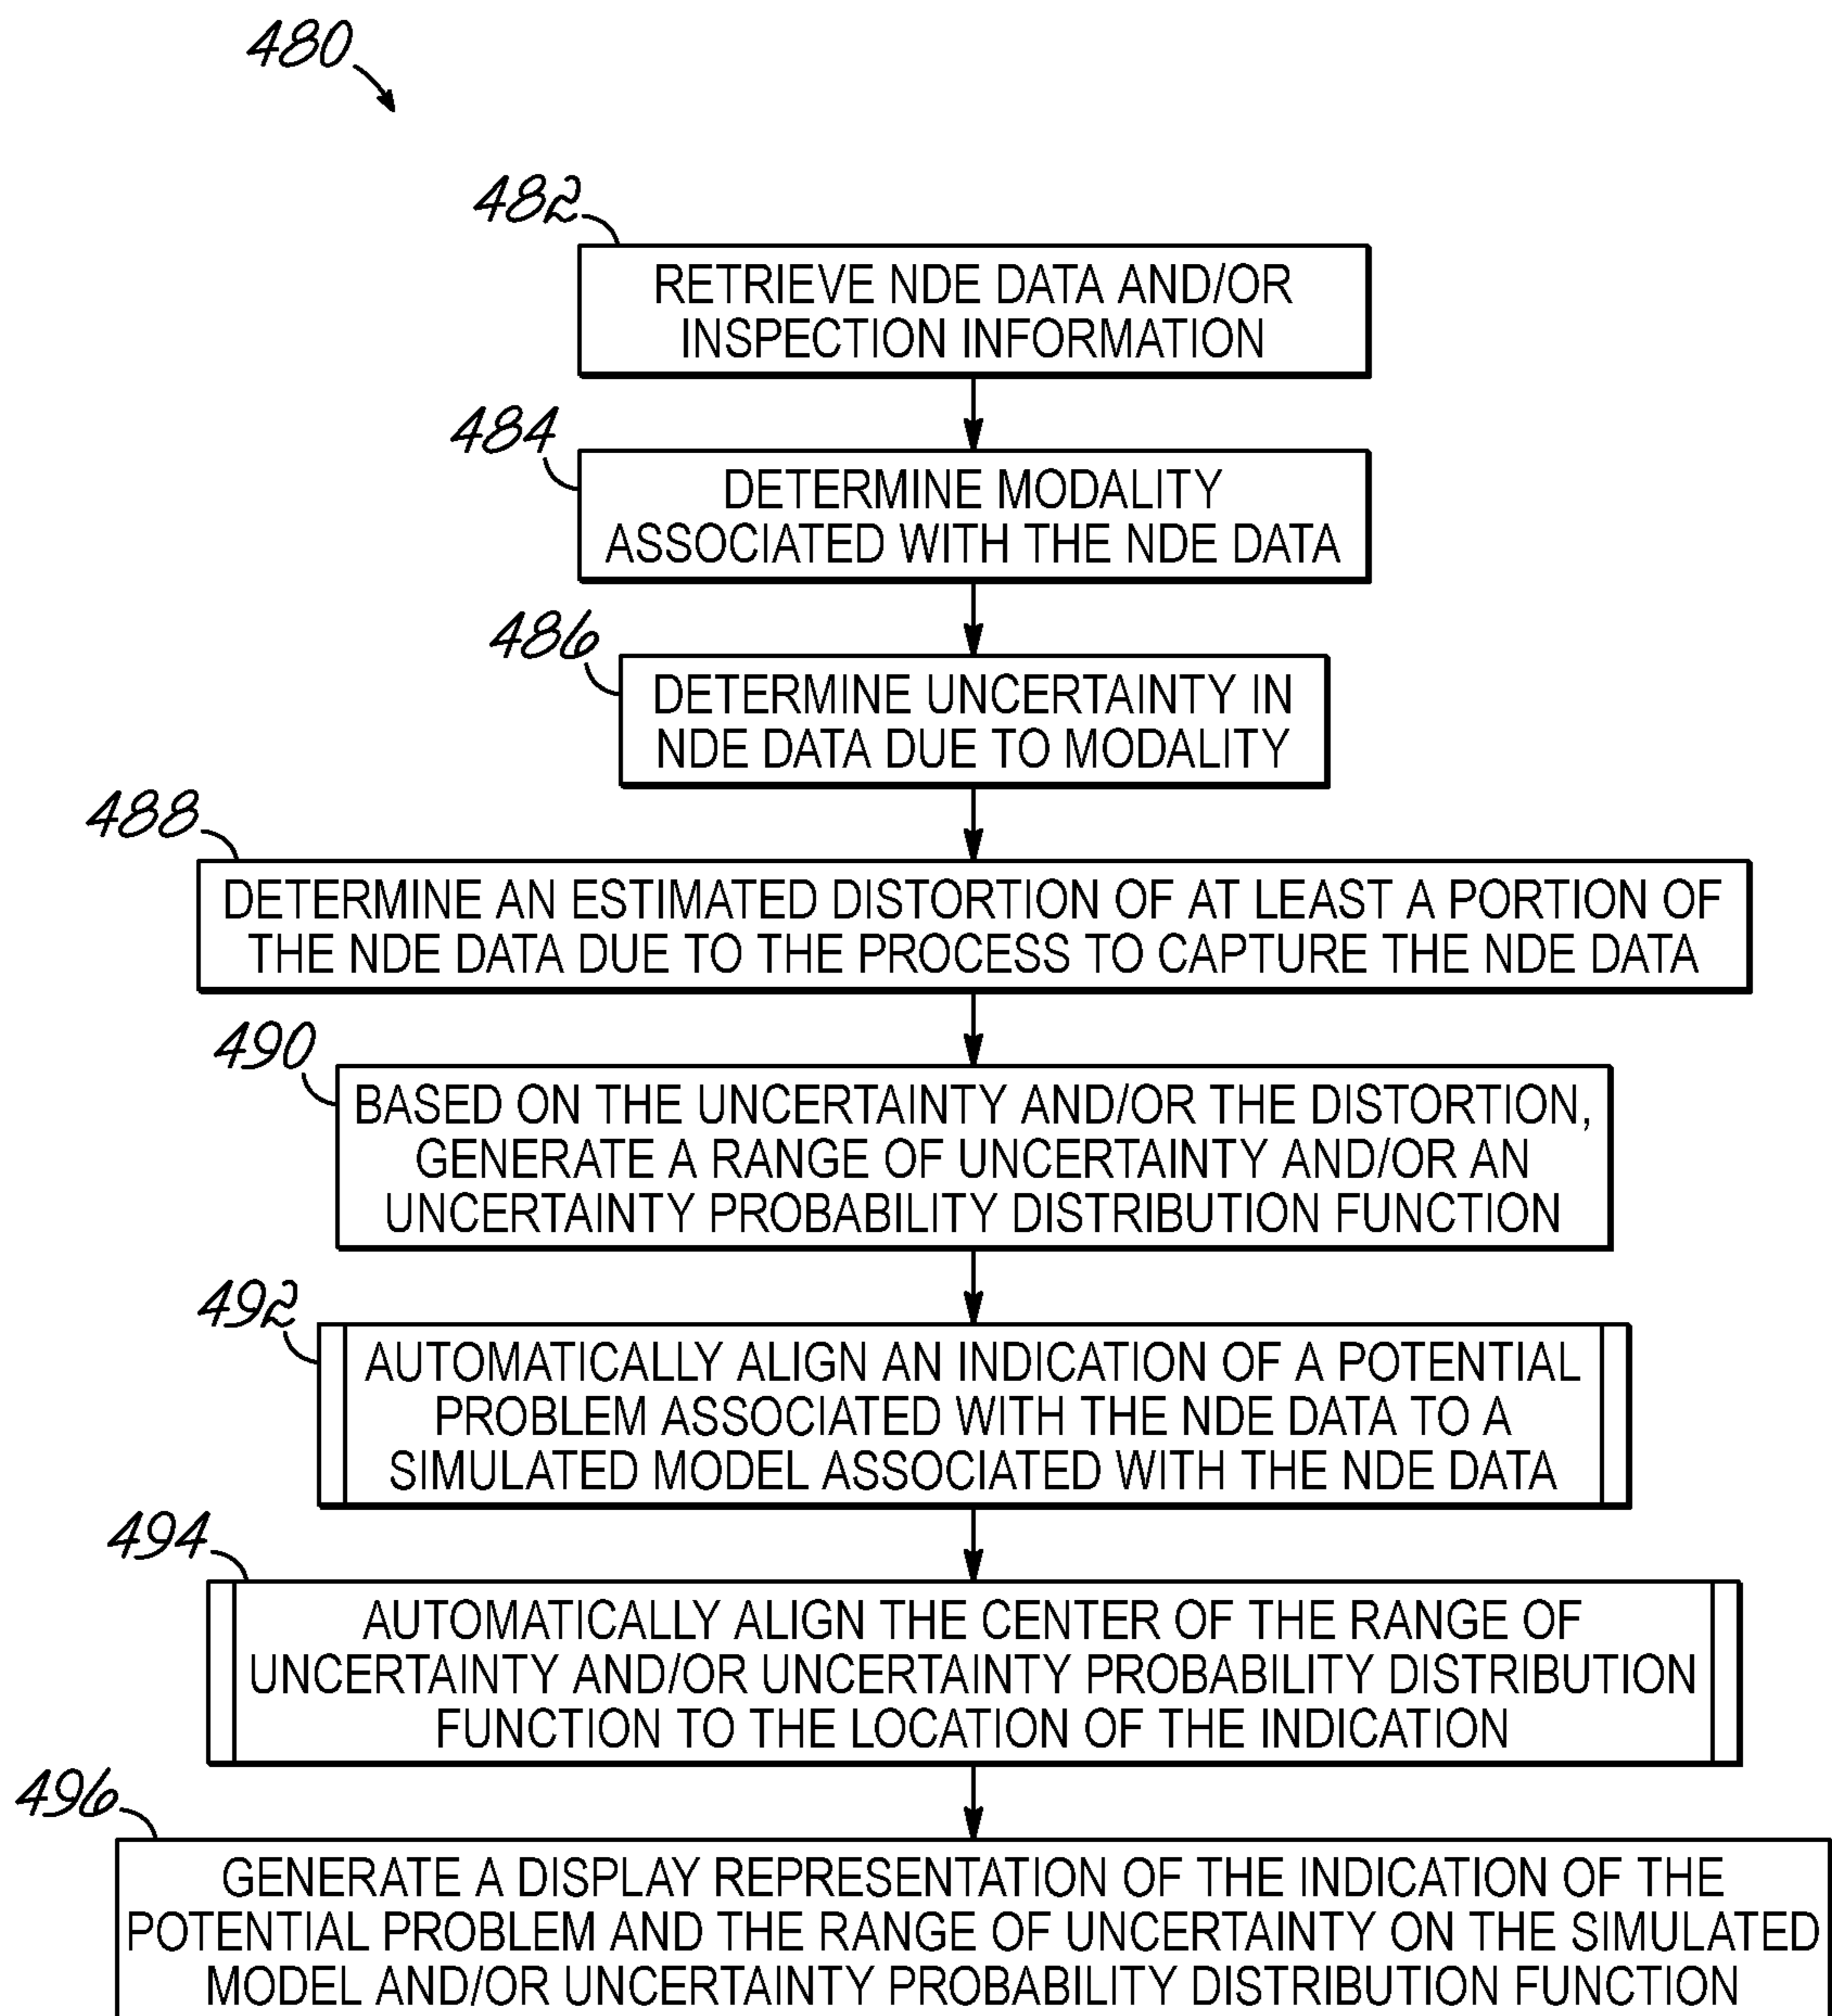 480
482
RETRIEVE NDE DATA AND/OR
INSPECTION INFORMATION
484
DETERMINE MODALITY
ASSOCIATED WITH THE NDE DATA
486
DETERMINE UNCERTAINTY IN
NDE DATA DUE TO MODALITY
488
DETERMINE AN ESTIMATED DISTORTION OF AT LEAST A PORTION OF
THE NDE DATA DUE TO THE PROCESS TO CAPTURE THE NDE DATA
490
BASED ON THE UNCERTAINTY AND/OR THE DISTORTION,
GENERATE A RANGE OF UNCERTAINTY AND/OR AN
UNCERTAINTY PROBABILITY DISTRIBUTION FUNCTION
492
AUTOMATICALLY ALIGN AN INDICATION OF A POTENTIAL
PROBLEM ASSOCIATED WITH THE NDE DATA TO A
SIMULATED MODEL ASSOCIATED WITH THE NDE DATA
494
AUTOMATICALLY ALIGN THE CENTER OF THE RANGE OF
UNCERTAINTY AND/OR UNCERTAINTY PROBABILITY DISTRIBUTION
FUNCTION TO THE LOCATION OF THE INDICATION
496
GENERATE A DISPLAY REPRESENTATION OF THE INDICATION OF THE
POTENTIAL PROBLEM AND THE RANGE OF UNCERTAINTY ON THE SIMULATED
MODEL AND/OR UNCERTAINTY PROBABILITY DISTRIBUTION FUNCTION